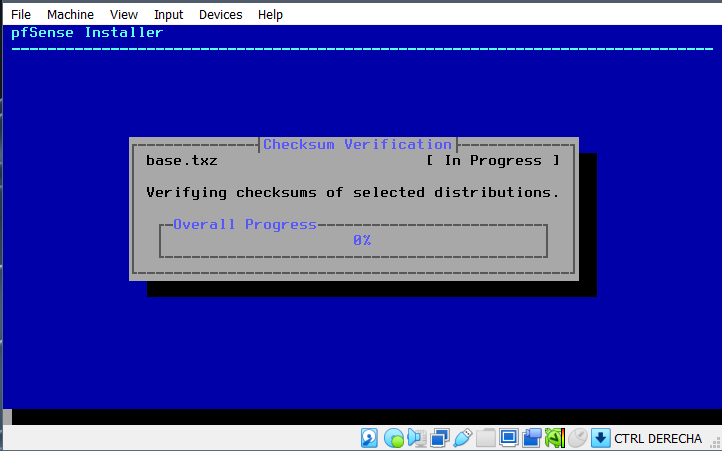 File Machine View Input Devices Help
pfSense Installer
Checksum Verification
base.txz [ In Progress ]
Verifying checksums of selected distributions.
Overall Progress
0%
CTRL DERECHA